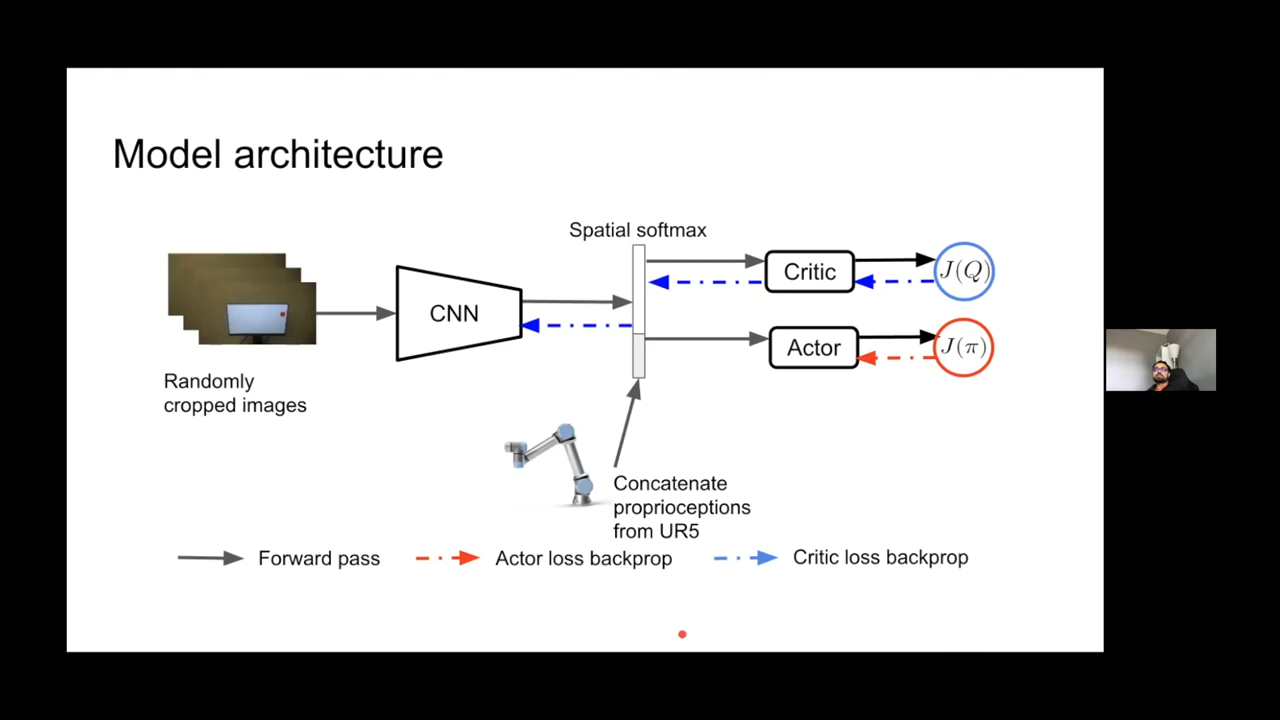 Model architecture
Spatial softmax
Critic
J(Q)
CNN
Actor
J(π)
Randomly
cropped images
Concatenate
proprioceptions
from UR5
Forward pass
Actor loss backprop
Critic loss backprop